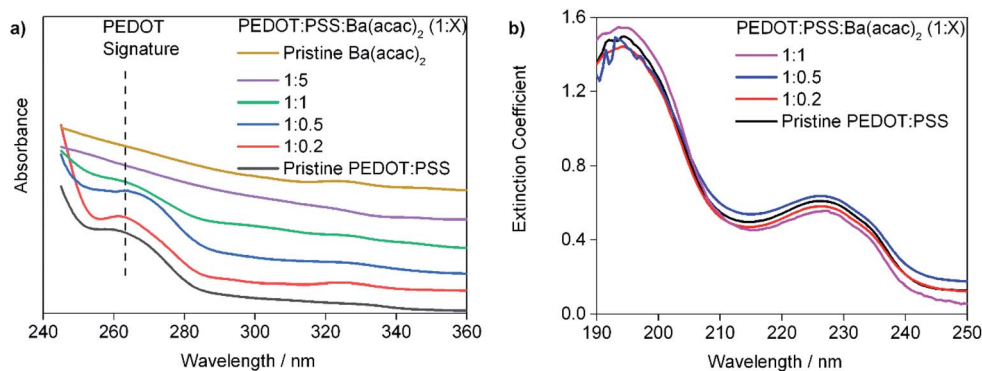 a)
PEDOT
Signature
PEDOT:PSS:Ba(acac)2 (1:X)
Pristine Ba(acac)2
1:5
1:1
1:0.5
1:0.2
Pristine PEDOT:PSS
Absorbance
240 260 280 300 320 340 360
Wavelength / nm
b)
PEDOT:PSS:Ba(acac)2 (1:X)
1:1
1:0.5
1:0.2
Pristine PEDOT:PSS
Extinction Coefficient
1.6
1.2
0.8
0.4
0.0
190 200 210 220 230 240 250
Wavelength / nm